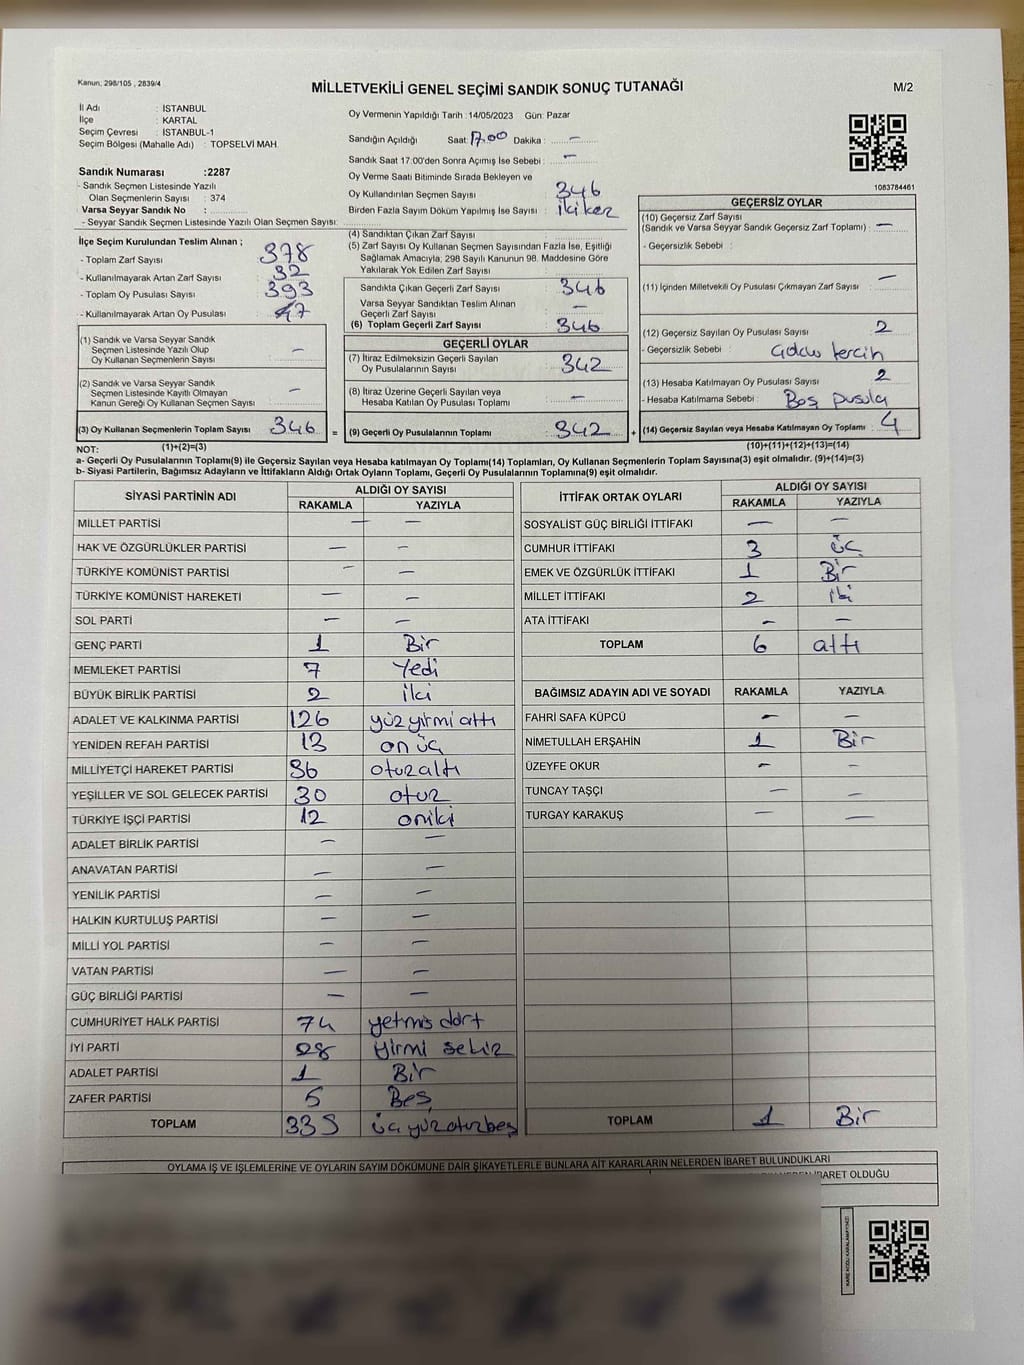 Kanun; 298/105 , 2839/4
MİLLETVEKİLİ GENEL SEÇİMİ SANDIK SONUÇ TUTANAĞI
M/2
İl Adı : İSTANBUL
İlçe : KARTAL
Seçim Çevresi : İSTANBUL-1
Seçim Bölgesi (Mahalle Adı) : TOPSELVİ MAH.
Sandık Numarası :2287
- Sandık Seçmen Listesinde Yazılı
Olan Seçmenlerin Sayısı : 374
Varsa Seyyar Sandık No :
- Seyyar Sandık Seçmen Listesinde Yazılı Olan Seçmen Sayısı:
Oy Vermenin Yapıldığı Tarih : 14/05/2023 Gün: Pazar
Sandığın Açıldığı Saat: 17.00 Dakika : —
Sandık Saat 17:00'den Sonra Açımış İse Sebebi : —
Oy Verme Saati Bitiminde Sırada Bekleyen ve
Oy Kullandırılan Seçmen Sayısı : 346
Birden Fazla Sayım Döküm Yapılmış İse Sayısı : iki kez
1083784461
İlçe Seçim Kurulundan Teslim Alınan ;
- Toplam Zarf Sayısı : 378
- Kullanılmayarak Artan Zarf Sayısı : 32
- Toplam Oy Pusulası Sayısı : 393
- Kullanılmayarak Artan Oy Pusulası : 47
(1) Sandık ve Varsa Seyyar Sandık
Seçmen Listesinde Yazılı Olup
Oy Kullanan Seçmenlerin Sayısı : —
(2) Sandık ve Varsa Seyyar Sandık
Seçmen Listesinde Kayıtlı Olmayan
Kanun Gereği Oy Kullanan Seçmen Sayısı : —
(3) Oy Kullanan Seçmenlerin Toplam Sayısı : 346 =
(1)+(2)=(3)
(4) Sandıktan Çıkan Zarf Sayısı :
(5) Zarf Sayısı Oy Kullanan Seçmen Sayısından Fazla İse, Eşitliği
Sağlamak Amacıyla, 298 Sayılı Kanunun 98. Maddesine Göre
Yakılarak Yok Edilen Zarf Sayısı :
Sandıkta Çıkan Geçerli Zarf Sayısı : 346
Varsa Seyyar Sandıktan Teslim Alınan
Geçerli Zarf Sayısı : —
(6) Toplam Geçerli Zarf Sayısı : 346
GEÇERLİ OYLAR
(7) İtiraz Edilmeksizin Geçerli Sayılan
Oy Pusulalarının Sayısı : 342
(8) İtiraz Üzerine Geçerli Sayılan veya
Hesaba Katılan Oy Pusulası Toplamı : —
(9) Geçerli Oy Pusulalarının Toplamı : 342 +
GEÇERSİZ OYLAR
(10) Geçersiz Zarf Sayısı
(Sandık ve Varsa Seyyar Sandık Geçersiz Zarf Toplamı) : —
- Geçersizlik Sebebi :
(11) İçinden Milletvekili Oy Pusulası Çıkmayan Zarf Sayısı : —
(12) Geçersiz Sayılan Oy Pusulası Sayısı : 2
- Geçersizlik Sebebi : tercih
(13) Hesaba Katılmayan Oy Pusulası Sayısı : 2
- Hesaba Katılmama Sebebi : Boş pusula
(14) Geçersiz Sayılan veya Hesaba Katılmayan Oy Toplamı : 4
(10)+(11)+(12)+(13)=(14)
NOT:
a- Geçerli Oy Pusulalarının Toplamı(9) ile Geçersiz Sayılan veya Hesaba katılmayan Oy Toplamı(14) Toplamları, Oy Kullanan Seçmenlerin Toplam Sayısına(3) eşit olmalıdır. (9)+(14)=(3)
b- Siyasi Partilerin, Bağımsız Adayların ve İttifakların Aldığı Ortak Oyların Toplamı, Geçerli Oy Pusulalarının Toplamına(9) eşit olmalıdır.
SİYASİ PARTİNİN ADI ALDIĞI OY SAYISI
RAKAMLA YAZIYLA
MİLLET PARTİSİ — —
HAK VE ÖZGÜRLÜKLER PARTİSİ — —
TÜRKİYE KOMÜNİST PARTİSİ — —
TÜRKİYE KOMÜNİST HAREKETİ — —
SOL PARTİ — —
GENÇ PARTİ 1 Bir
MEMLEKET PARTİSİ 7 Yedi
BÜYÜK BİRLİK PARTİSİ 2 iki
ADALET VE KALKINMA PARTİSİ 126 yüz yirmi altı
YENİDEN REFAH PARTİSİ 13 on üç
MİLLİYETÇİ HAREKET PARTİSİ 36 otuz altı
YEŞİLLER VE SOL GELECEK PARTİSİ 30 otuz
TÜRKİYE İŞÇİ PARTİSİ 12 oniki
ADALET BİRLİK PARTİSİ — —
ANAVATAN PARTİSİ — —
YENİLİK PARTİSİ — —
HALKIN KURTULUŞ PARTİSİ — —
MİLLİ YOL PARTİSİ — —
VATAN PARTİSİ — —
GÜÇ BİRLİĞİ PARTİSİ — —
CUMHURİYET HALK PARTİSİ 74 yetmiş dört
İYİ PARTİ 28 yirmi sekiz
ADALET PARTİSİ 1 Bir
ZAFER PARTİSİ 5 Beş
TOPLAM 335 üç yüz otuz beş
İTTİFAK ORTAK OYLARI ALDIĞI OY SAYISI
RAKAMLA YAZIYLA
SOSYALİST GÜÇ BİRLİĞİ İTTİFAKI — —
CUMHUR İTTİFAKI 3 üç
EMEK VE ÖZGÜRLÜK İTTİFAKI 1 Bir
MİLLET İTTİFAKI 2 iki
ATA İTTİFAKI — —
TOPLAM 6 altı
BAĞIMSIZ ADAYIN ADI VE SOYADI RAKAMLA YAZIYLA
FAHRİ SAFA KÜPCÜ — —
NİMETULLAH ERŞAHİN 1 Bir
ÜZEYFE OKUR — —
TUNCAY TAŞÇI — —
TURGAY KARAKUŞ — —
TOPLAM 1 Bir
OYLAMA İŞ VE İŞLEMLERİNE VE OYLARIN SAYIM DÖKÜMÜNE DAİR ŞİKAYETLERLE BUNLARA AİT KARARLARIN NELERDEN İBARET BULUNDUKLARI
İBARET OLDUĞU